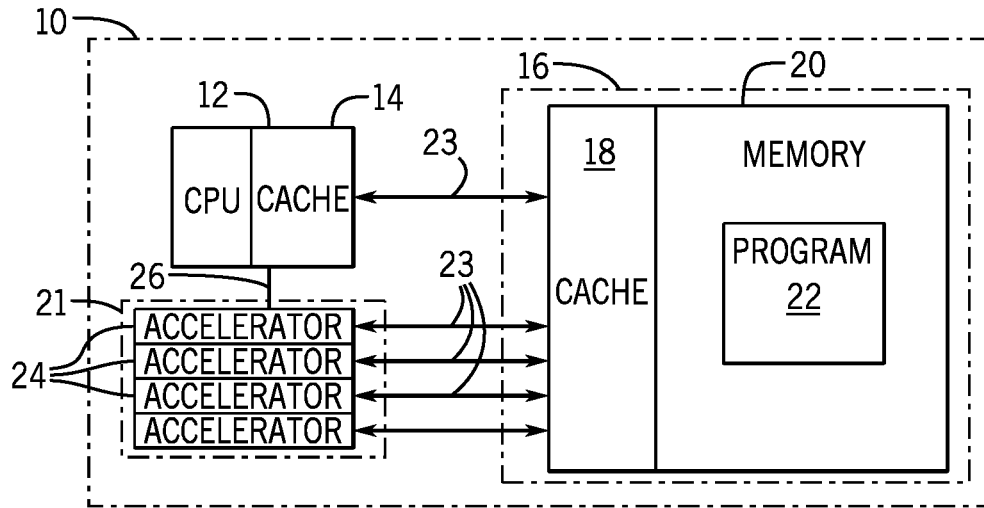 10
16
20
12
14
23
18
MEMORY
CPU
CACHE
PROGRAM
22
26
23
CACHE
21
ACCELERATOR
ACCELERATOR
24
ACCELERATOR
ACCELERATOR